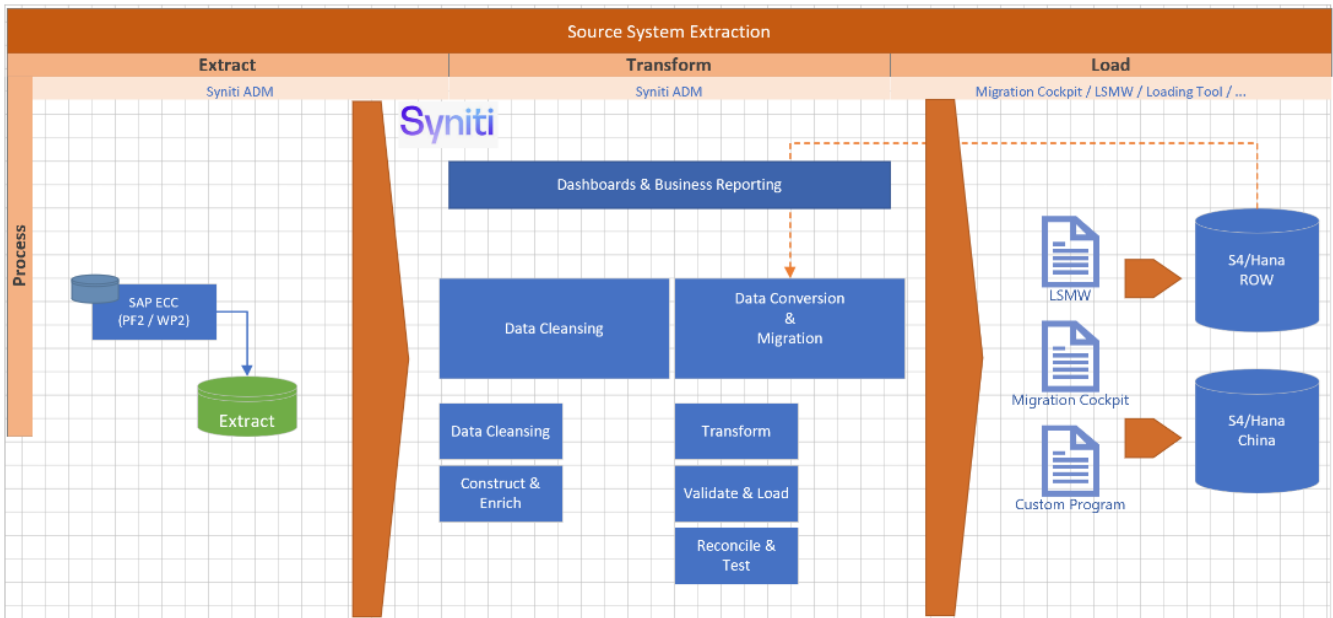 Source System Extraction
Extract
Transform
Load
Syniti ADM
Syniti ADM
Migration Cockpit / LSMW / Loading Tool / ...
Process
Syniti
Dashboards & Business Reporting
SAP ECC
(PF2 / WP2)
Extract
Data Cleansing
Data Conversion
&
Migration
Data Cleansing
Construct &
Enrich
Transform
Validate & Load
Reconcile &
Test
LSMW
Migration Cockpit
Custom Program
S4/Hana
ROW
S4/Hana
China